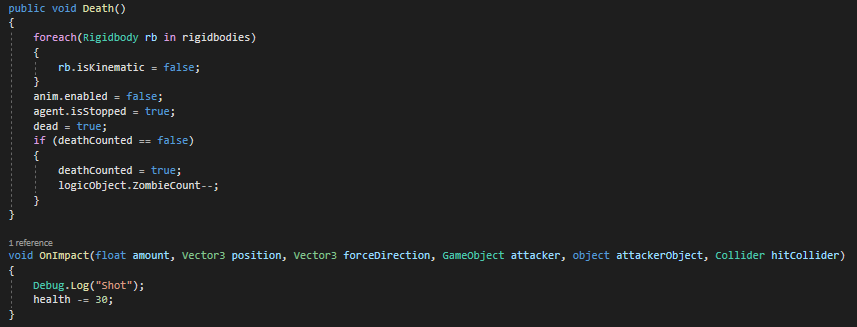 public void Death()
{
foreach(Rigidbody rb in rigidbodies)
{
rb.isKinematic = false;
}
anim.enabled = false;
agent.isStopped = true;
dead = true;
if (deathCounted == false)
{
deathCounted = true;
logicObject.ZombieCount--;
}
}
1 reference
void OnImpact(float amount, Vector3 position, Vector3 forceDirection, GameObject attacker, object attackerObject, Collider hitCollider)
{
Debug.Log("Shot");
health -= 30;
}